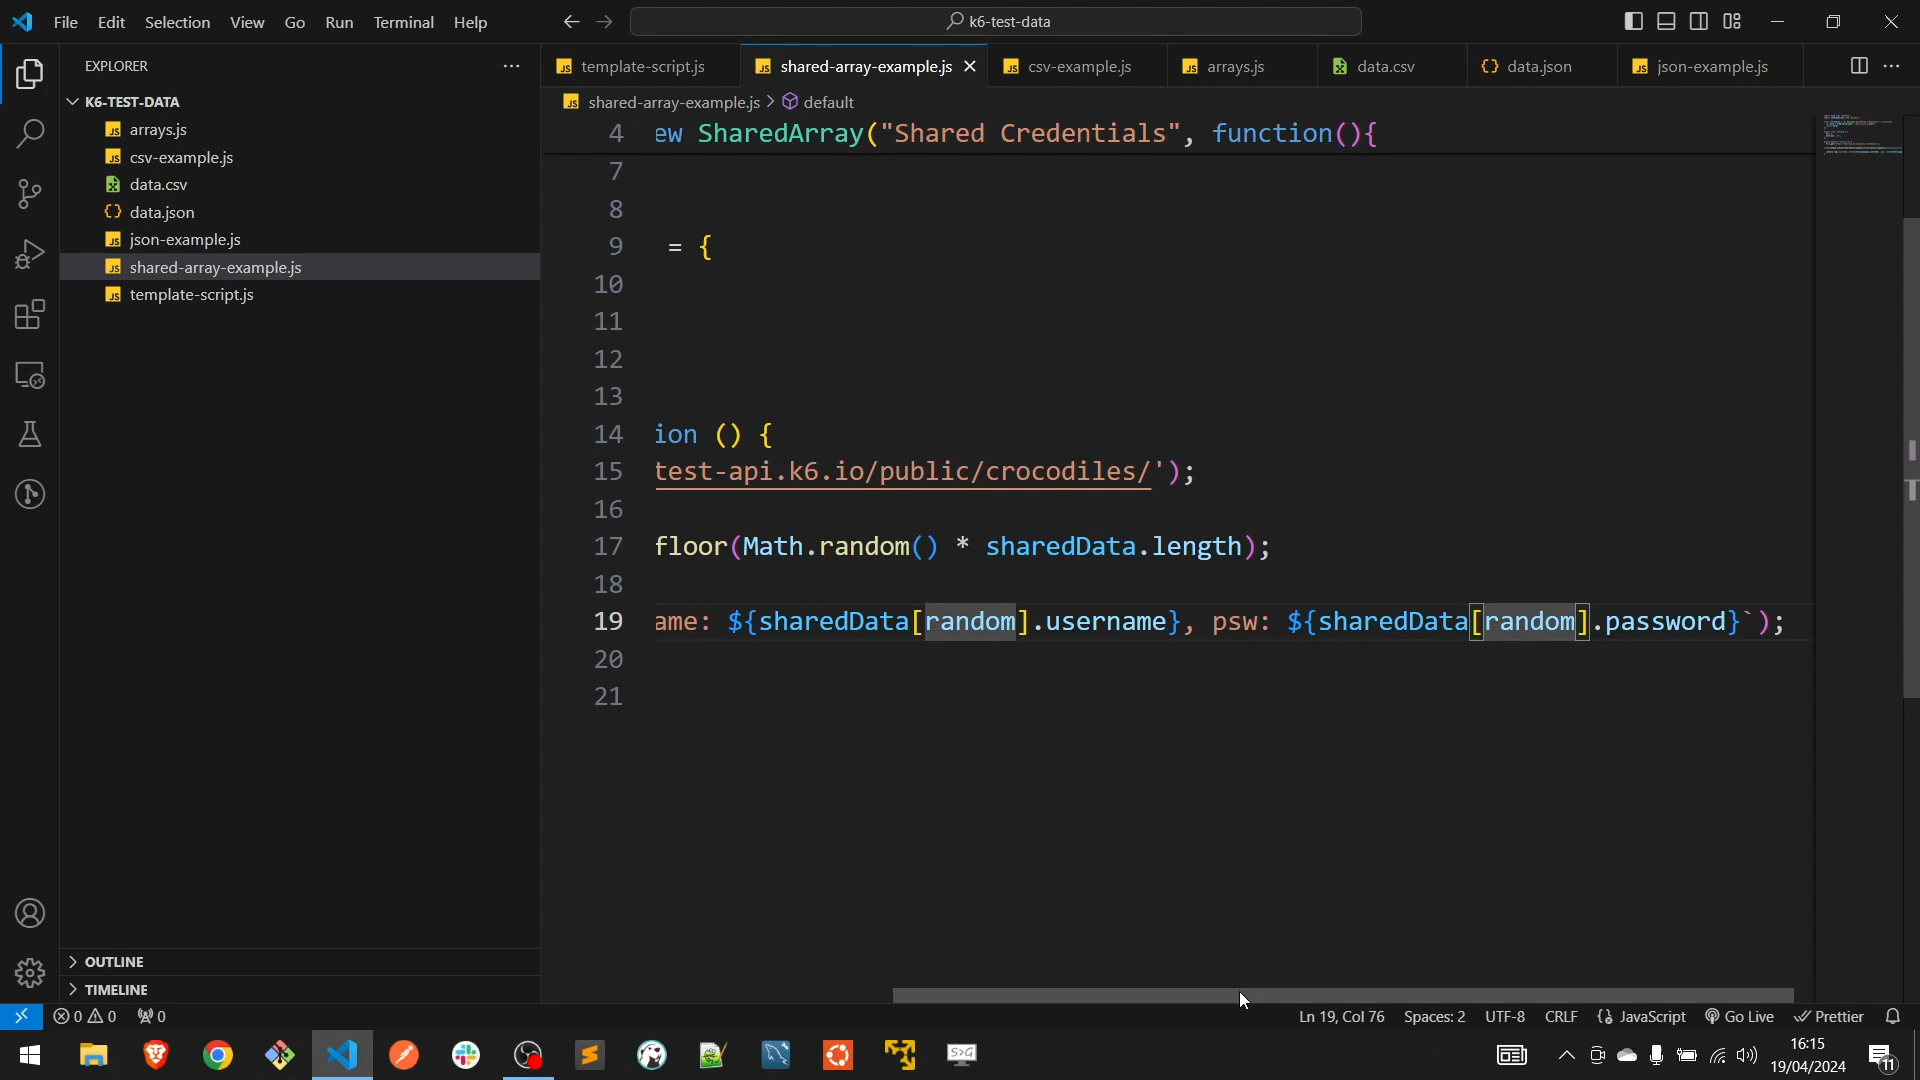 File Edit Selection View Go Run Terminal Help
k6-test-data
EXPLORER
K6-TEST-DATA
arrays.js
csv-example.js
data.csv
data.json
json-example.js
shared-array-example.js
template-script.js
OUTLINE
TIMELINE
template-script.js shared-array-example.js csv-example.js arrays.js data.csv data.json json-example.js
shared-array-example.js > default
4 ew SharedArray("Shared Credentials", function(){
7
8
9 = {
10
11
12
13
14 ion () {
15 test-api.k6.io/public/crocodiles/');
16
17 floor(Math.random() * sharedData.length);
18
19 ame: ${sharedData[random].username}, psw: ${sharedData[random].password}`);
20
21
0 0 0 Ln 19, Col 76 Spaces: 2 UTF-8 CRLF JavaScript Go Live Prettier
16:15
19/04/2024
11